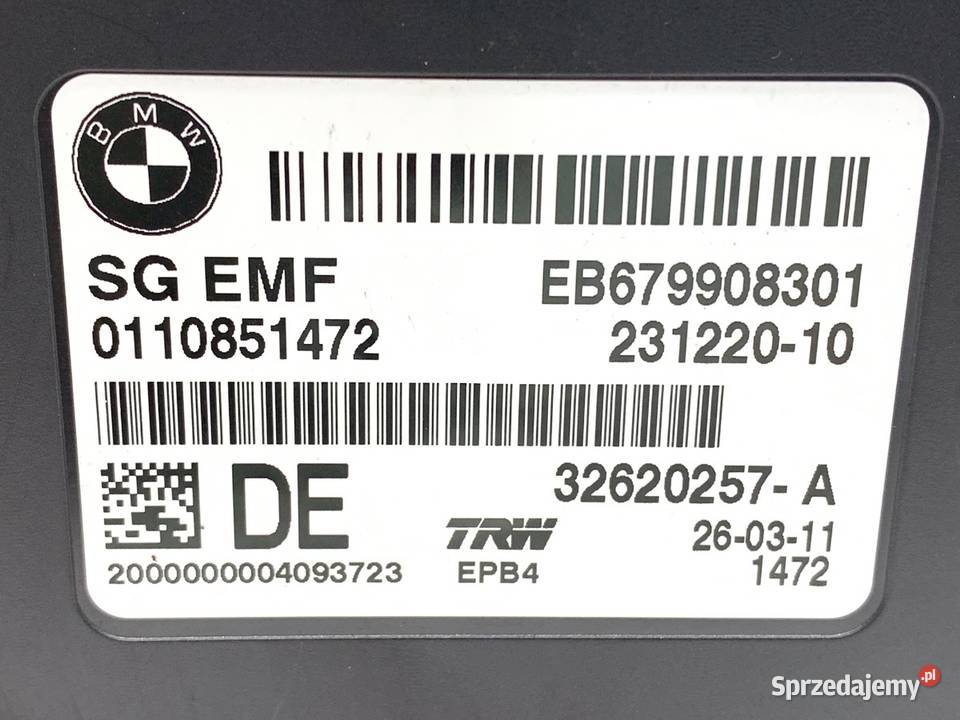 BMW
SG EMF EB679908301
0110851472 231220-10
DE 32620257-A
TRW 26-03-11
2000000004093723 EPB4 1472
Sprzedajemy.pl